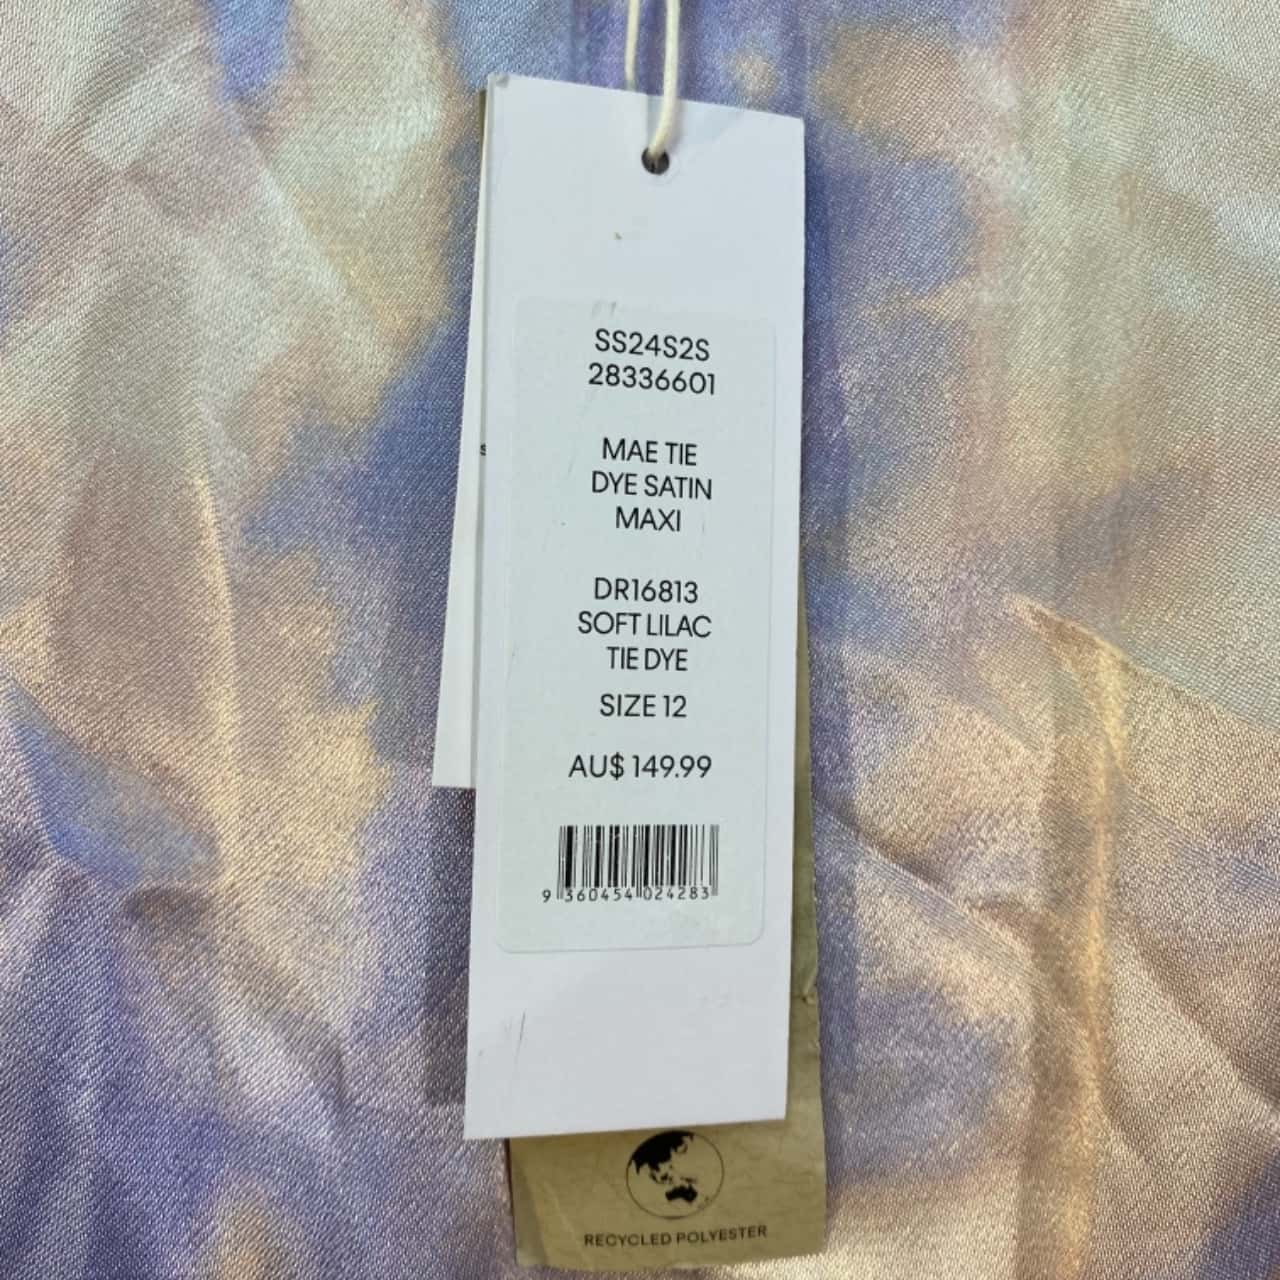 SS24S2S
28336601
MAE TIE
DYE SATIN
MAXI
DR16813
SOFT LILAC
TIE DYE
SIZE 12
AU$ 149.99
9 360454 024283
RECYCLED POLYESTER